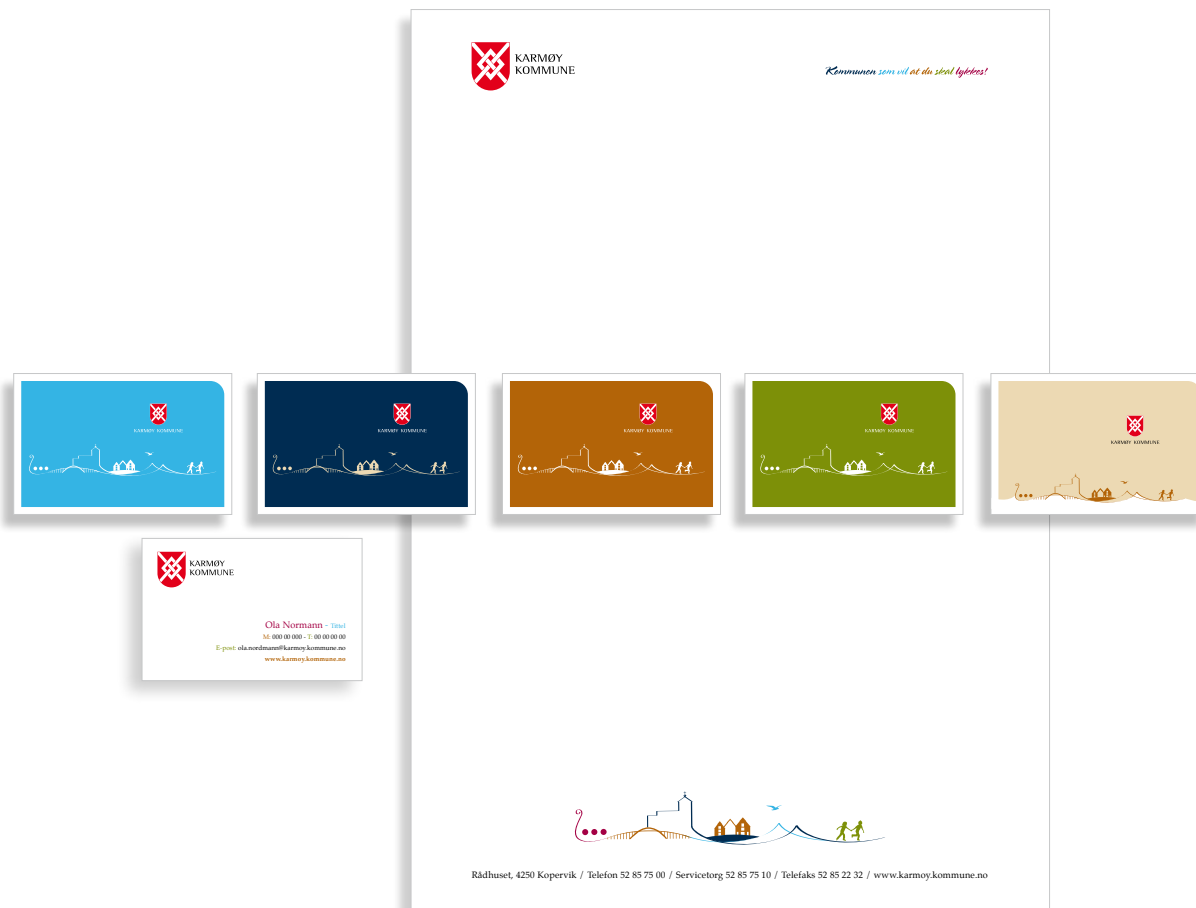 KARMØY
KOMMUNE
Kommunen som vil at du skal lykkes!
KARMØY KOMMUNE
KARMØY KOMMUNE
KARMØY KOMMUNE
KARMØY KOMMUNE
KARMØY KOMMUNE
KARMØY
KOMMUNE
Ola Normann - Tittel
M: 000 00 000 - T: 00 00 00 00
E-post: ola.nordmann@karmoy.kommune.no
www.karmoy.kommune.no
Rådhuset, 4250 Kopervik / Telefon 52 85 75 00 / Servicetorg 52 85 75 10 / Telefaks 52 85 22 32 / www.karmoy.kommune.no